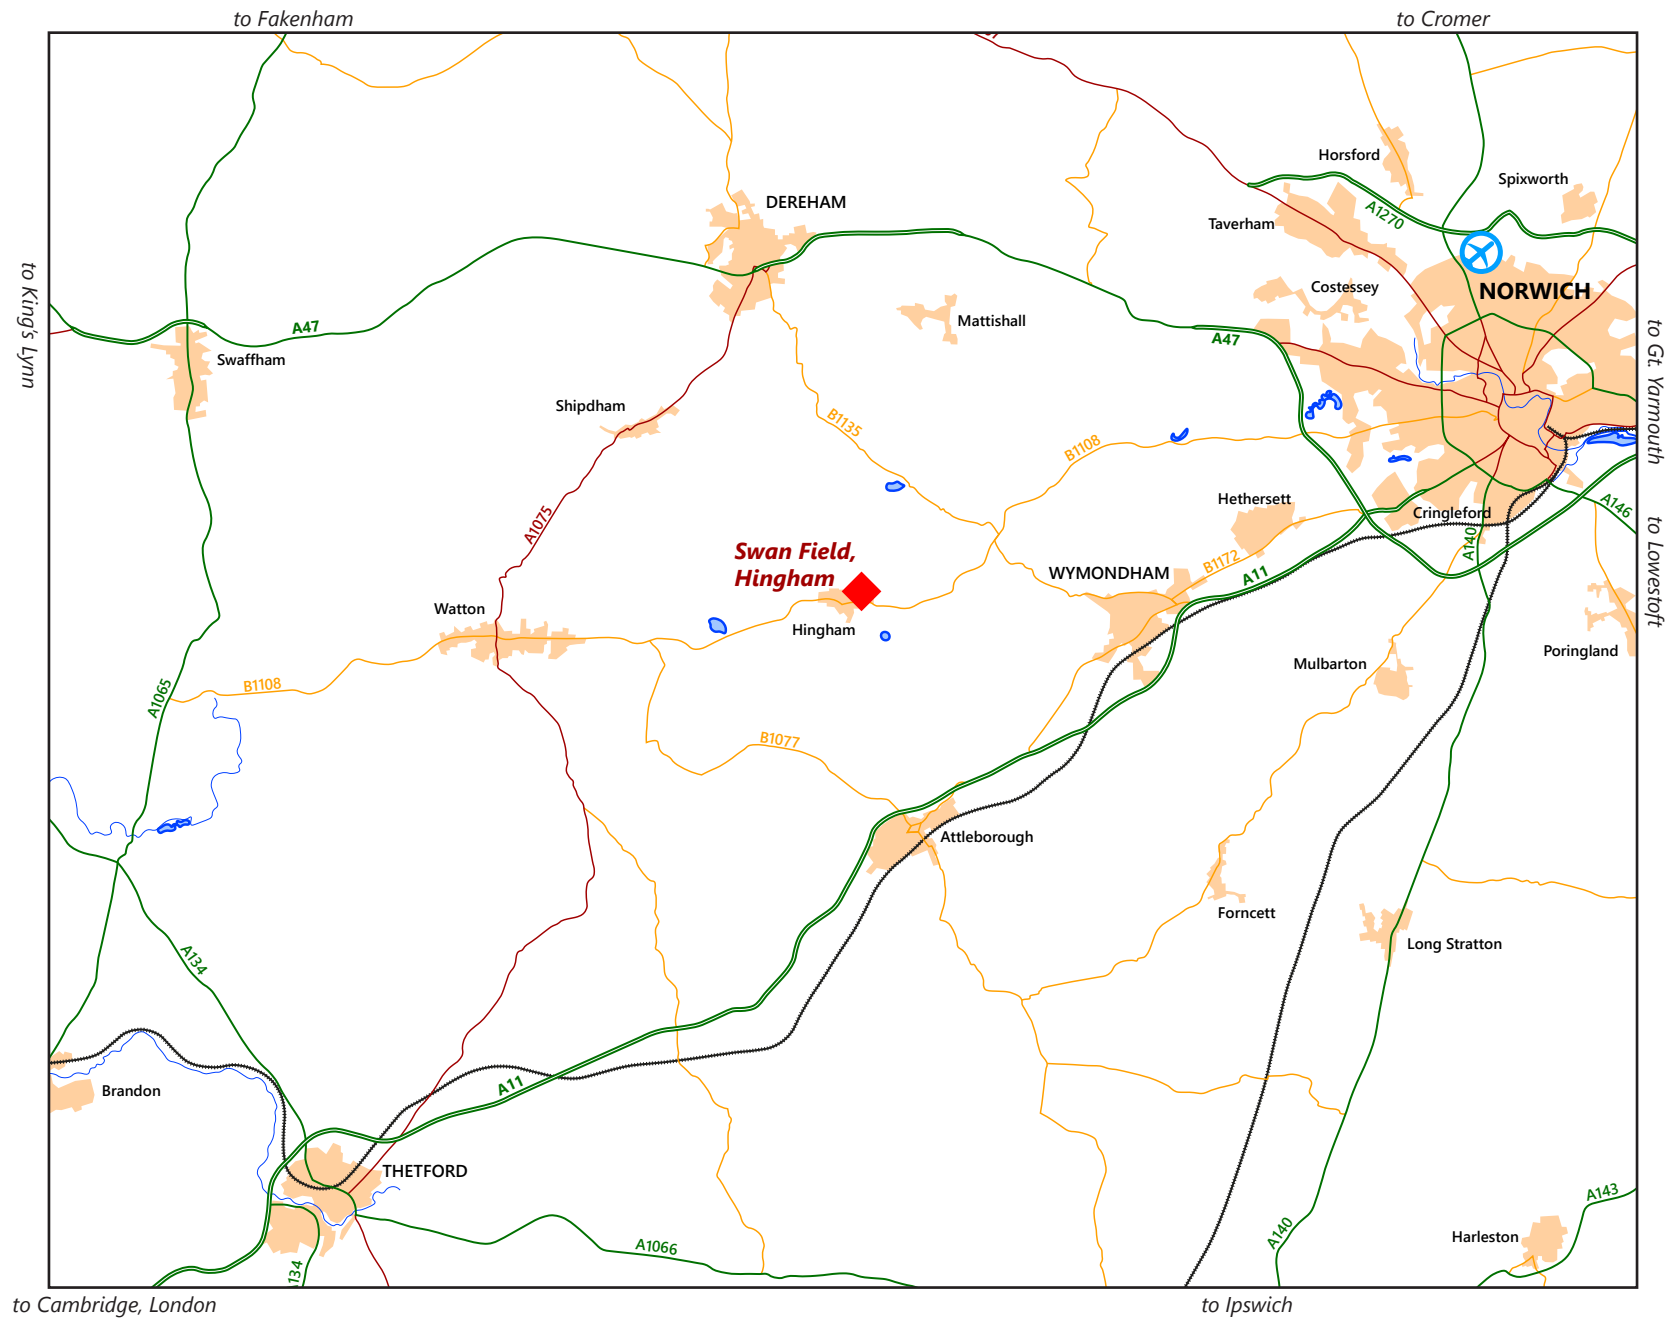 to Fakenham
to Cromer
Horsford
Spixworth
DEREHAM
A1270
Taverham
to King's Lynn
Costessey
NORWICH
Mattishall
A47
A47
Swaffham
to Gt. Yarmouth
Shipdham
B1135
B1108
Hethersett
A146
Cringleford
A1075
A140
Swan Field,
Hingham
B1172
WYMONDHAM
A11
to Lowestoft
Watton
Hingham
Poringland
Mulbarton
B1108
A1065
B1077
Attleborough
Forncett
Long Stratton
A134
Brandon
A11
THETFORD
A143
Harleston
A140
A1066
134
to Cambridge, London
to Ipswich